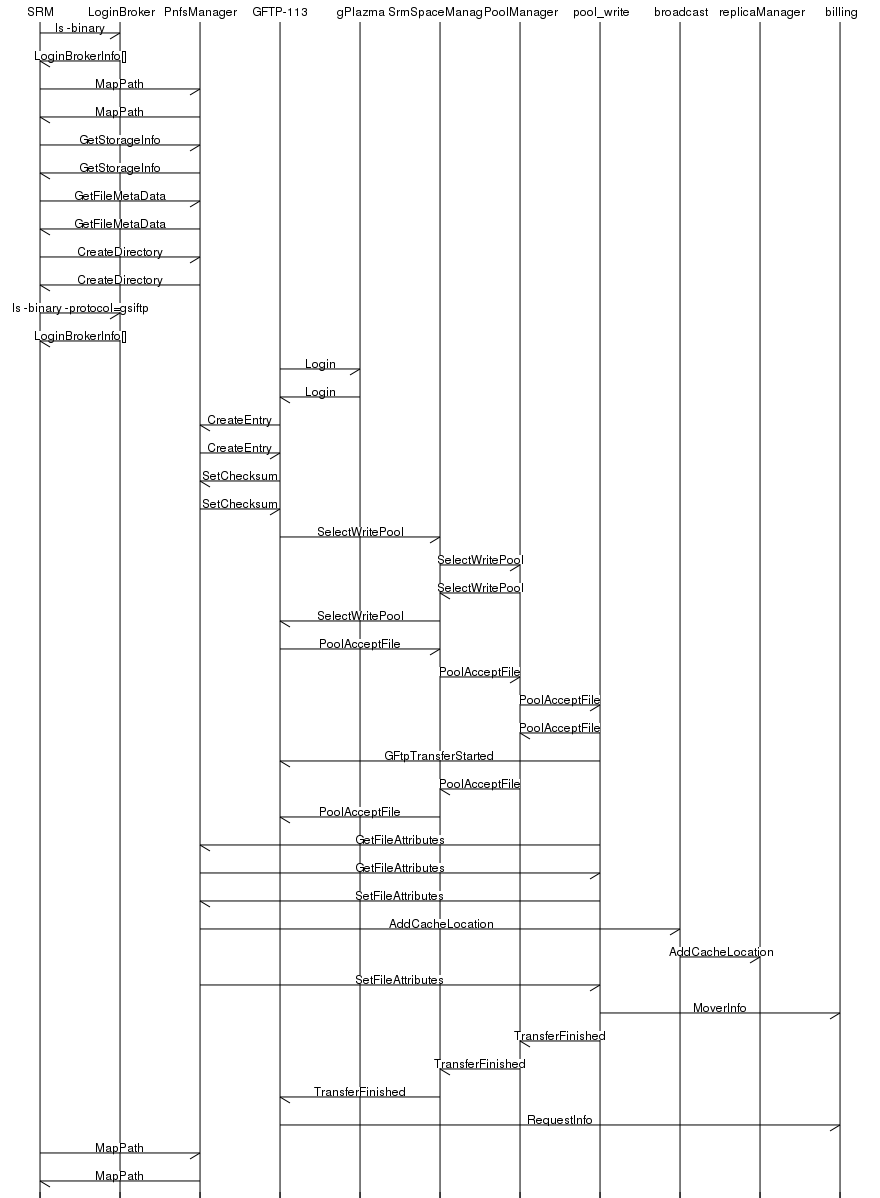 SRM LoginBroker PnfsManager GFTP-113 gPlazma SrmSpaceManag PoolManager pool_write broadcast replicaManager billing
ls -binary
LoginBrokerInfo[]
MapPath
MapPath
GetStorageInfo
GetStorageInfo
GetFileMetaData
GetFileMetaData
CreateDirectory
CreateDirectory
ls -binary -protocol=gsiftp
LoginBrokerInfo[]
Login
Login
CreateEntry
CreateEntry
SetChecksum
SetChecksum
SelectWritePool
SelectWritePool
SelectWritePool
SelectWritePool
PoolAcceptFile
PoolAcceptFile
PoolAcceptFile
PoolAcceptFile
GFtpTransferStarted
PoolAcceptFile
PoolAcceptFile
GetFileAttributes
GetFileAttributes
SetFileAttributes
AddCacheLocation
AddCacheLocation
SetFileAttributes
MoverInfo
TransferFinished
TransferFinished
TransferFinished
RequestInfo
MapPath
MapPath